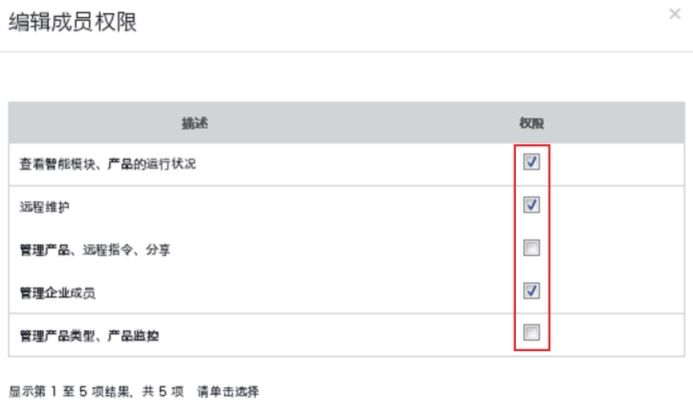 编辑成员权限
×
描述 权限
查看智能模块、产品的运行状况
远程维护
管理产品、远程指令、分享
管理企业成员
管理产品类型、产品监控
显示第 1 至 5 项结果, 共 5 项 请单击选择